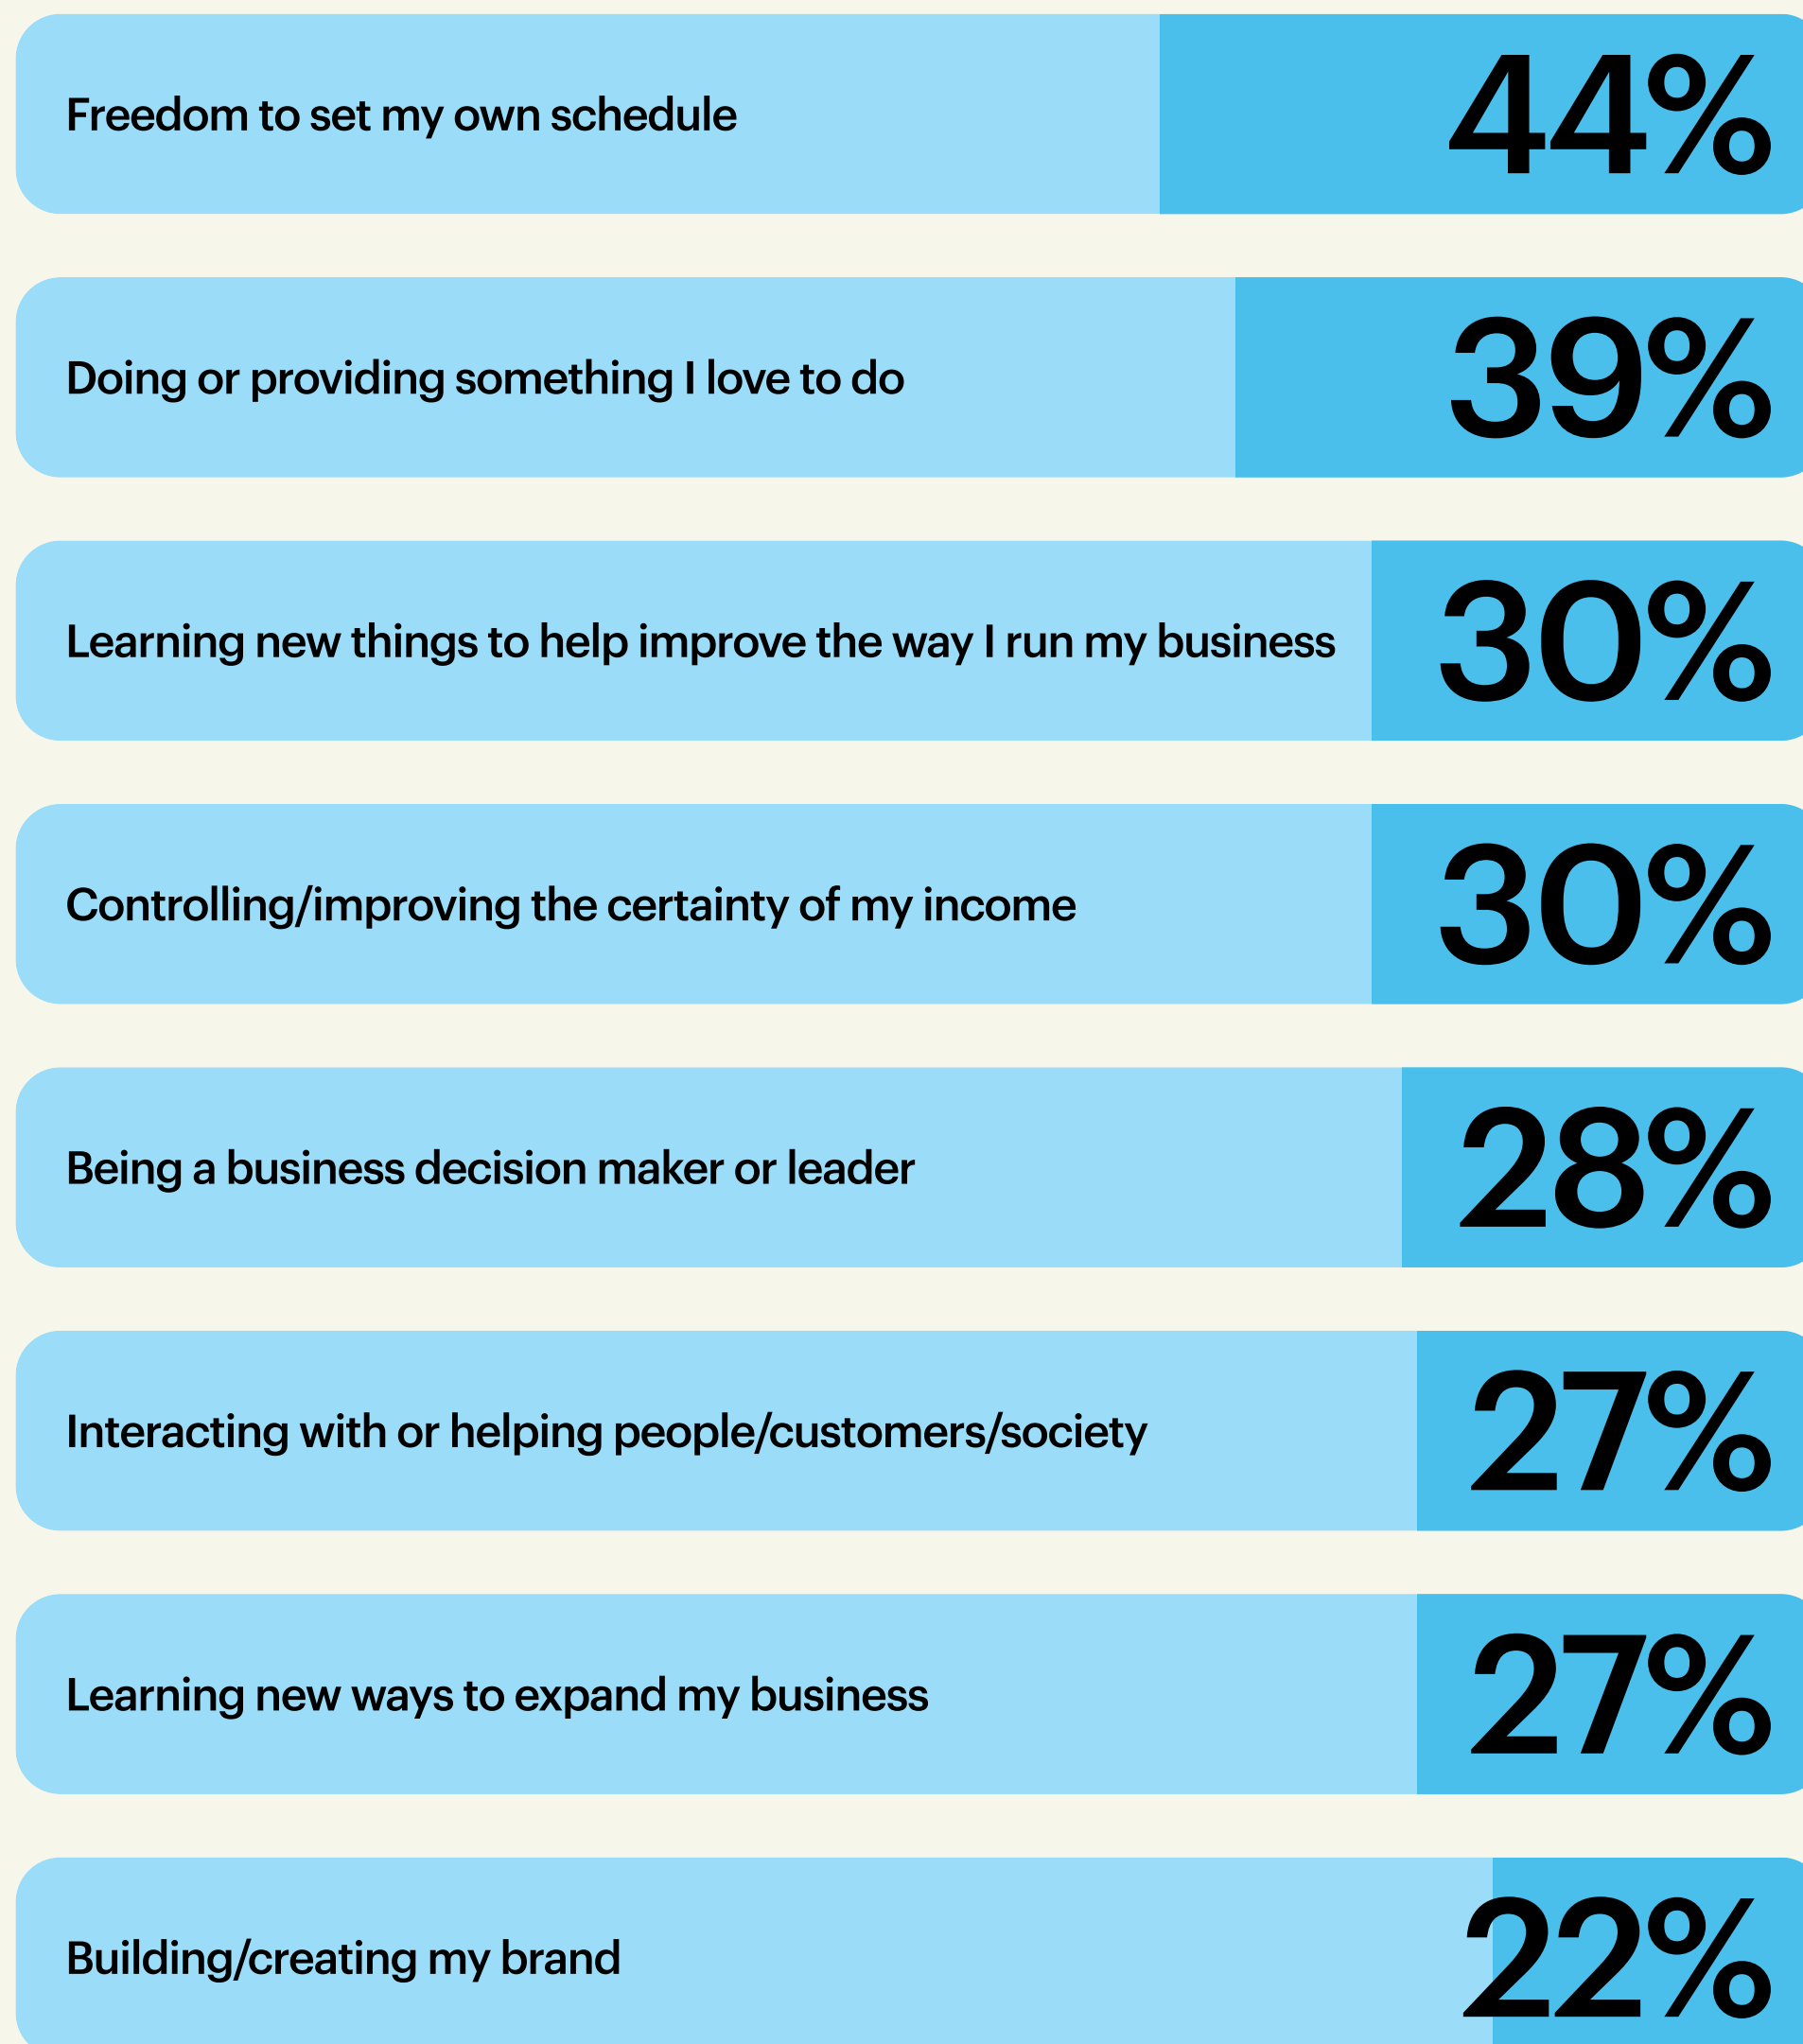 Freedom to set my own schedule 44%
Doing or providing something I love to do 39%
Learning new things to help improve the way I run my business 30%
Controlling/improving the certainty of my income 30%
Being a business decision maker or leader 28%
Interacting with or helping people/customers/society 27%
Learning new ways to expand my business 27%
Building/creating my brand 22%